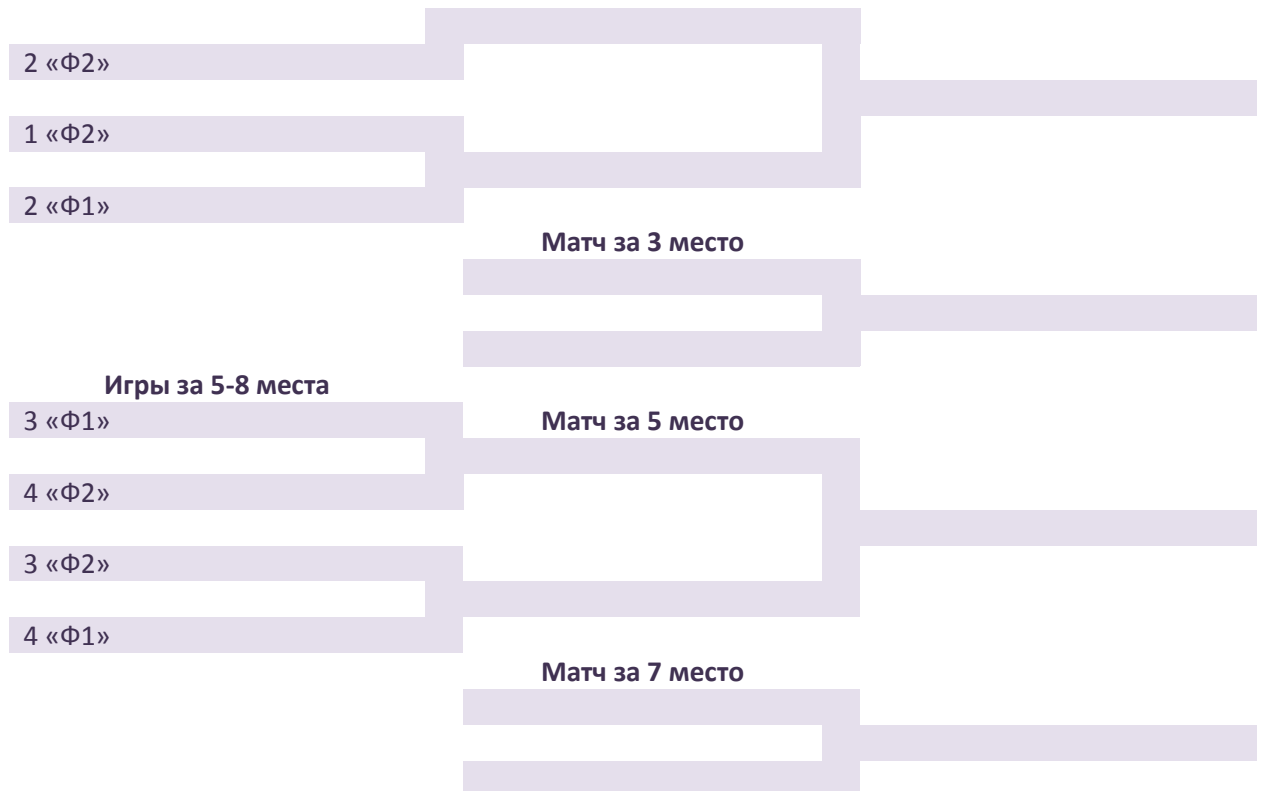 2 «Ф2»
1 «Ф2»
2 «Ф1»
Матч за 3 место
Игры за 5-8 места
3 «Ф1»
Матч за 5 место
4 «Ф2»
3 «Ф2»
4 «Ф1»
Матч за 7 место